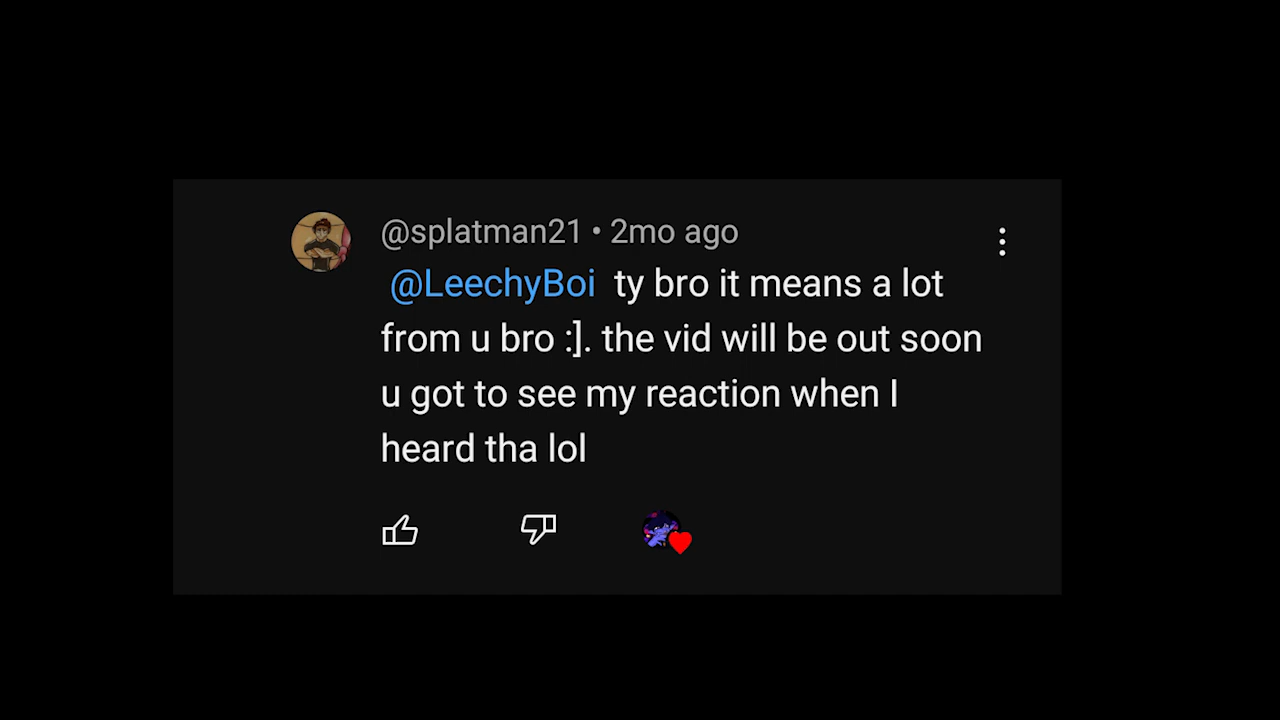 @splatman21 • 2mo ago
@LeechyBoi ty bro it means a lot
from u bro :]. the vid will be out soon
u got to see my reaction when I
heard tha lol